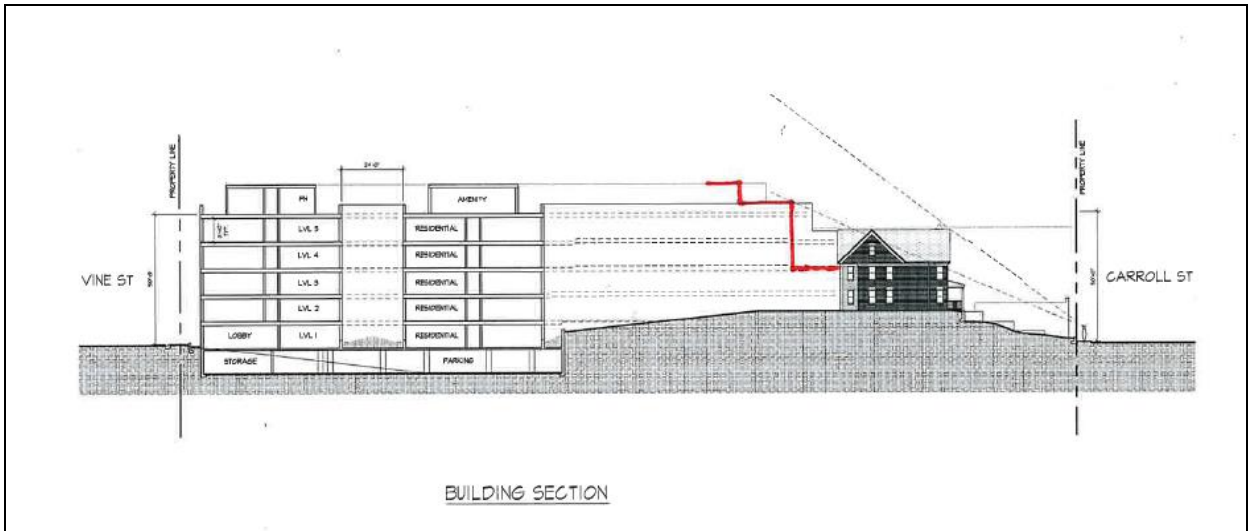 PROPERTY LINE
PROPERTY LINE
PH
AMENITY
LVL 5
RESIDENTIAL
LVL 4
RESIDENTIAL
VINE ST
CARROLL ST
LVL 3
RESIDENTIAL
LVL 2
RESIDENTIAL
LOBBY
LVL 1
RESIDENTIAL
STORAGE
PARKING
BUILDING SECTION